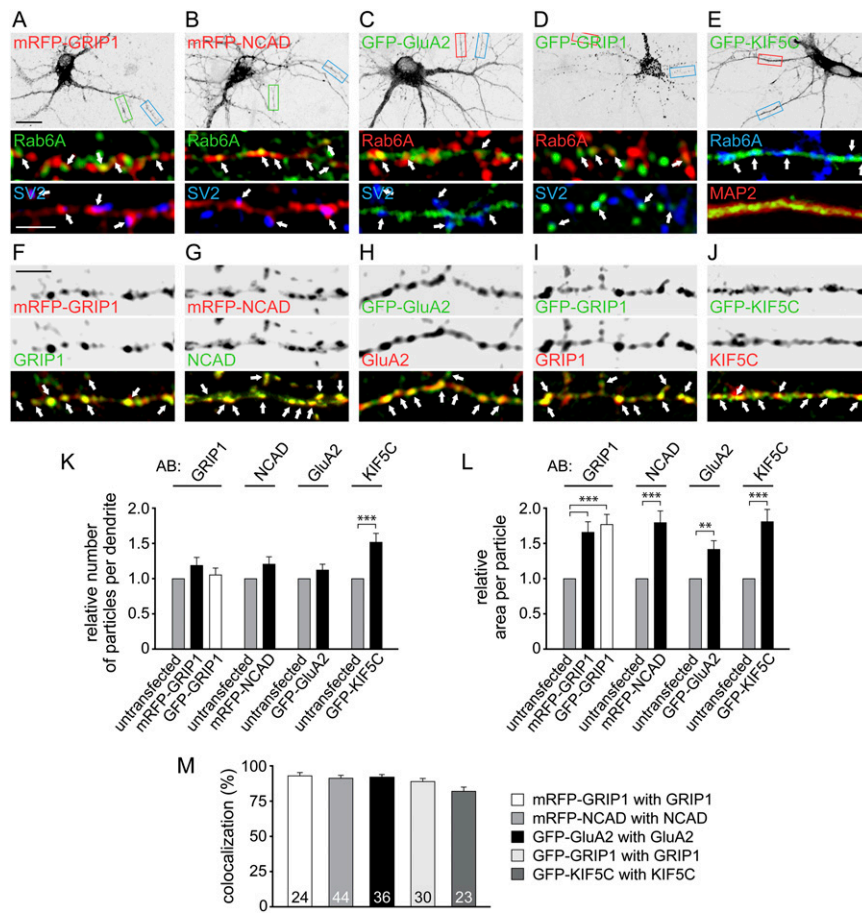 A B C D E
mRFP-GRIP1 mRFP-NCAD GFP-GluA2 GFP-GRIP1 GFP-KIF5C
Rab6A Rab6A Rab6A Rab6A Rab6A
SV2 SV2 SV2 SV2 MAP2
F G H I J
mRFP-GRIP1 mRFP-NCAD GFP-GluA2 GFP-GRIP1 GFP-KIF5C
GRIP1 NCAD GluA2 GRIP1 KIF5C
K
AB: GRIP1 NCAD GluA2 KIF5C
relative number
of particles per dendrite
2.0
1.5
1.0
0
***
untransfected
mRFP-GRIP1
GFP-GRIP1
untransfected
mRFP-NCAD
untransfected
GFP-GluA2
untransfected
GFP-KIF5C
L
AB: GRIP1 NCAD GluA2 KIF5C
relative
area per particle
2.0
1.5
1.0
0
*** *** ** ***
untransfected
mRFP-GRIP1
GFP-GRIP1
untransfected
mRFP-NCAD
untransfected
GFP-GluA2
untransfected
GFP-KIF5C
M
colocalization (%)
100
75
50
25
0
24 44 36 30 23
mRFP-GRIP1 with GRIP1
mRFP-NCAD with NCAD
GFP-GluA2 with GluA2
GFP-GRIP1 with GRIP1
GFP-KIF5C with KIF5C